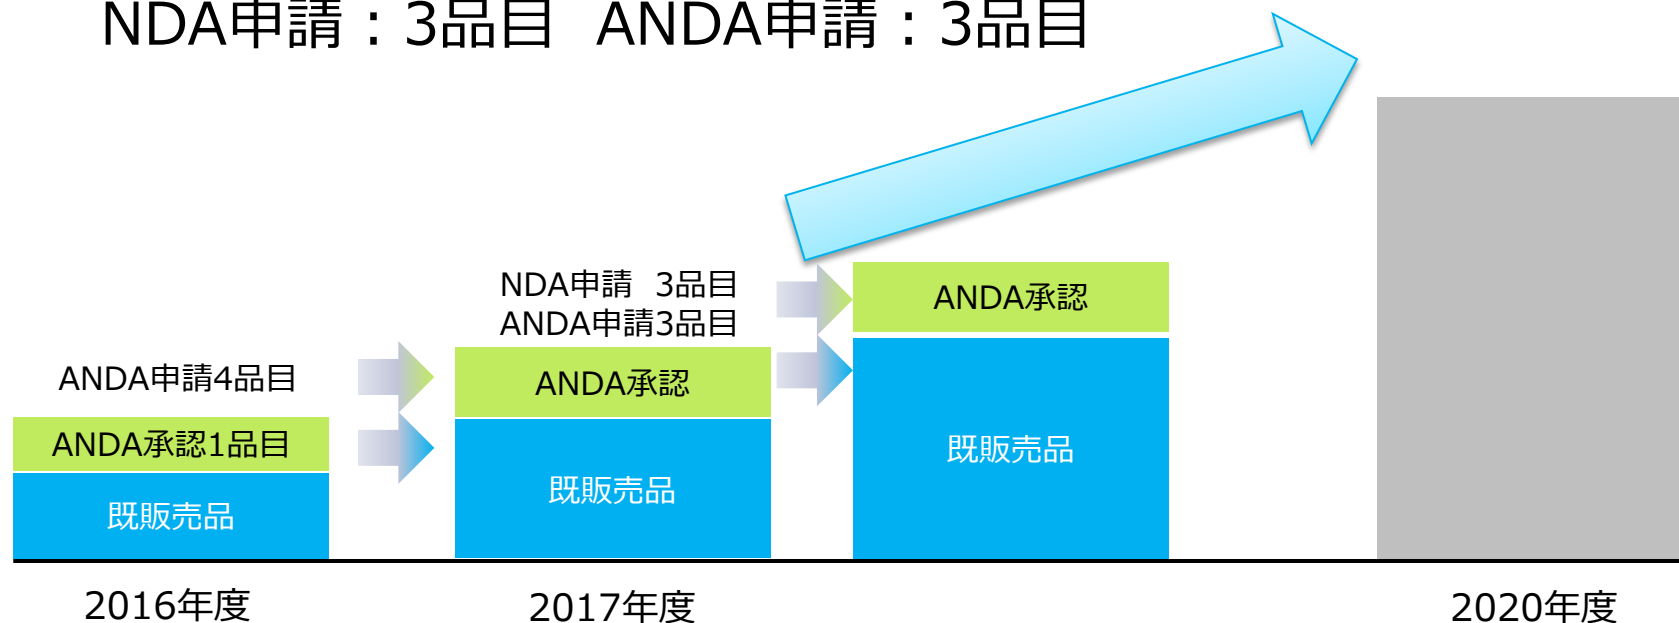 NDA申請：3品目 ANDA申請：3品目
NDA申請 3品目
ANDA申請3品目
ANDA承認
ANDA申請4品目
ANDA承認
ANDA承認1品目
既販売品
既販売品
既販売品
2016年度
2017年度
2020年度